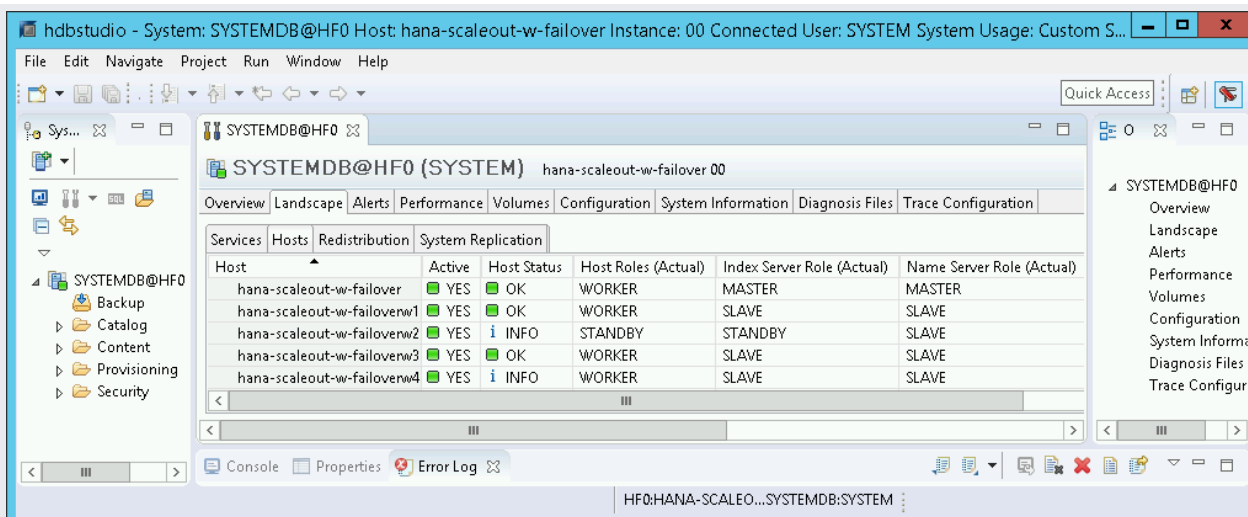 hdbstudio - System: SYSTEMDB@HF0 Host: hana-scaleout-w-failover Instance: 00 Connected User: SYSTEM System Usage: Custom S...
File Edit Navigate Project Run Window Help
Quick Access
Sys...
SYSTEMDB@HF0
O
SYSTEMDB@HF0 (SYSTEM) hana-scaleout-w-failover 00
SQL
Overview Landscape Alerts Performance Volumes Configuration System Information Diagnosis Files Trace Configuration
Services Hosts Redistribution System Replication
Host Active Host Status Host Roles (Actual) Index Server Role (Actual) Name Server Role (Actual)
hana-scaleout-w-failover YES OK WORKER MASTER MASTER
hana-scaleout-w-failoverw1 YES OK WORKER SLAVE SLAVE
hana-scaleout-w-failoverw2 YES i INFO STANDBY STANDBY SLAVE
hana-scaleout-w-failoverw3 YES OK WORKER SLAVE SLAVE
hana-scaleout-w-failoverw4 YES i INFO WORKER SLAVE SLAVE
SYSTEMDB@HF0
Backup
Catalog
Content
Provisioning
Security
SYSTEMDB@HF0
Overview
Landscape
Alerts
Performance
Volumes
Configuration
System Informa
Diagnosis Files
Trace Configur
Console Properties Error Log
HF0:HANA-SCALEO...SYSTEMDB:SYSTEM